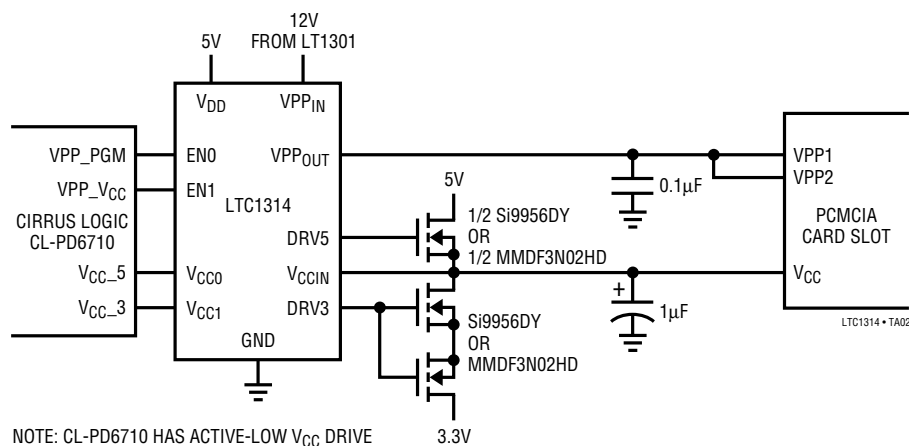 12V
FROM LT1301
5V
V_DD
VPP_IN
VPP_PGM
EN0
VPP_OUT
VPP1
VPP2
VPP_V_CC
EN1
5V
0.1µF
CIRRUS LOGIC
CL-PD6710
LTC1314
1/2 Si9956DY
OR
1/2 MMDF3N02HD
PCMCIA
CARD SLOT
DRV5
V_CC_5
V_CC0
V_CCIN
V_CC
V_CC_3
V_CC1
DRV3
+
1µF
Si9956DY
OR
MMDF3N02HD
GND
LTC1314 • TA02
NOTE: CL-PD6710 HAS ACTIVE-LOW V_CC DRIVE
3.3V